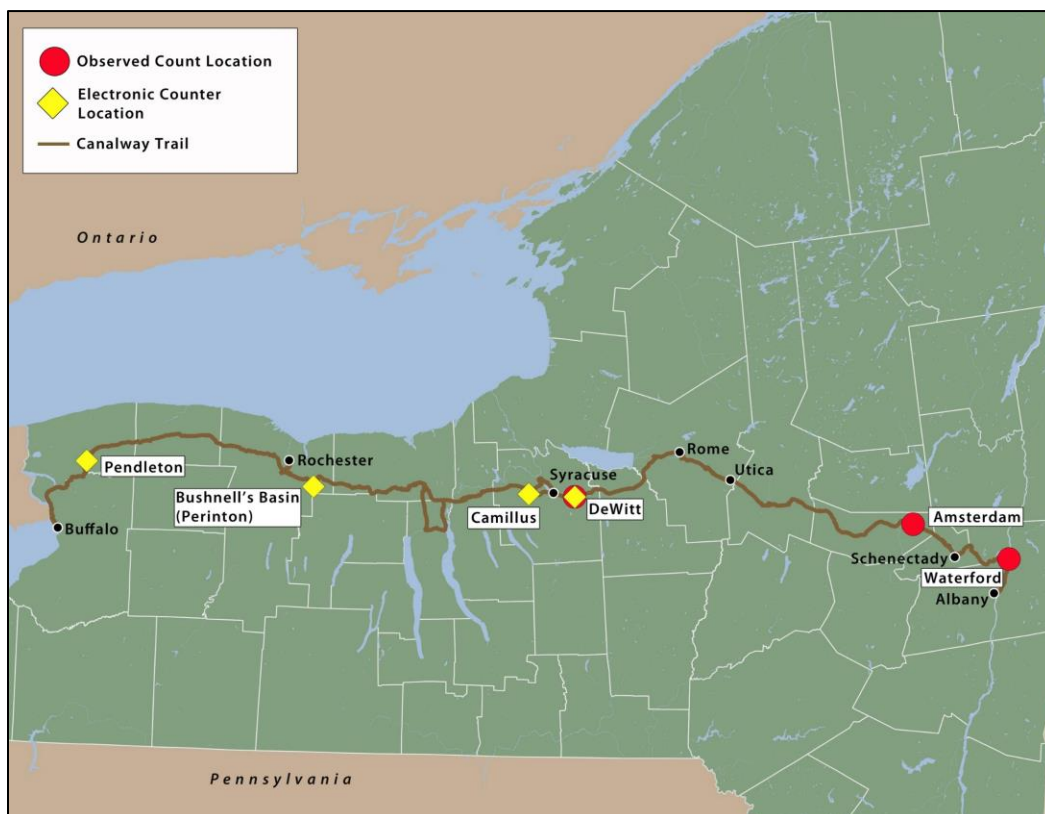 Observed Count Location
Electronic Counter
Location
Canalway Trail
Ontario
Rome
Rochester
Utica
Pendleton
Syracuse
Bushnell's Basin
(Perinton)
Camillus
DeWitt
Amsterdam
Buffalo
Schenectady
Waterford
Albany
Pennsylvania